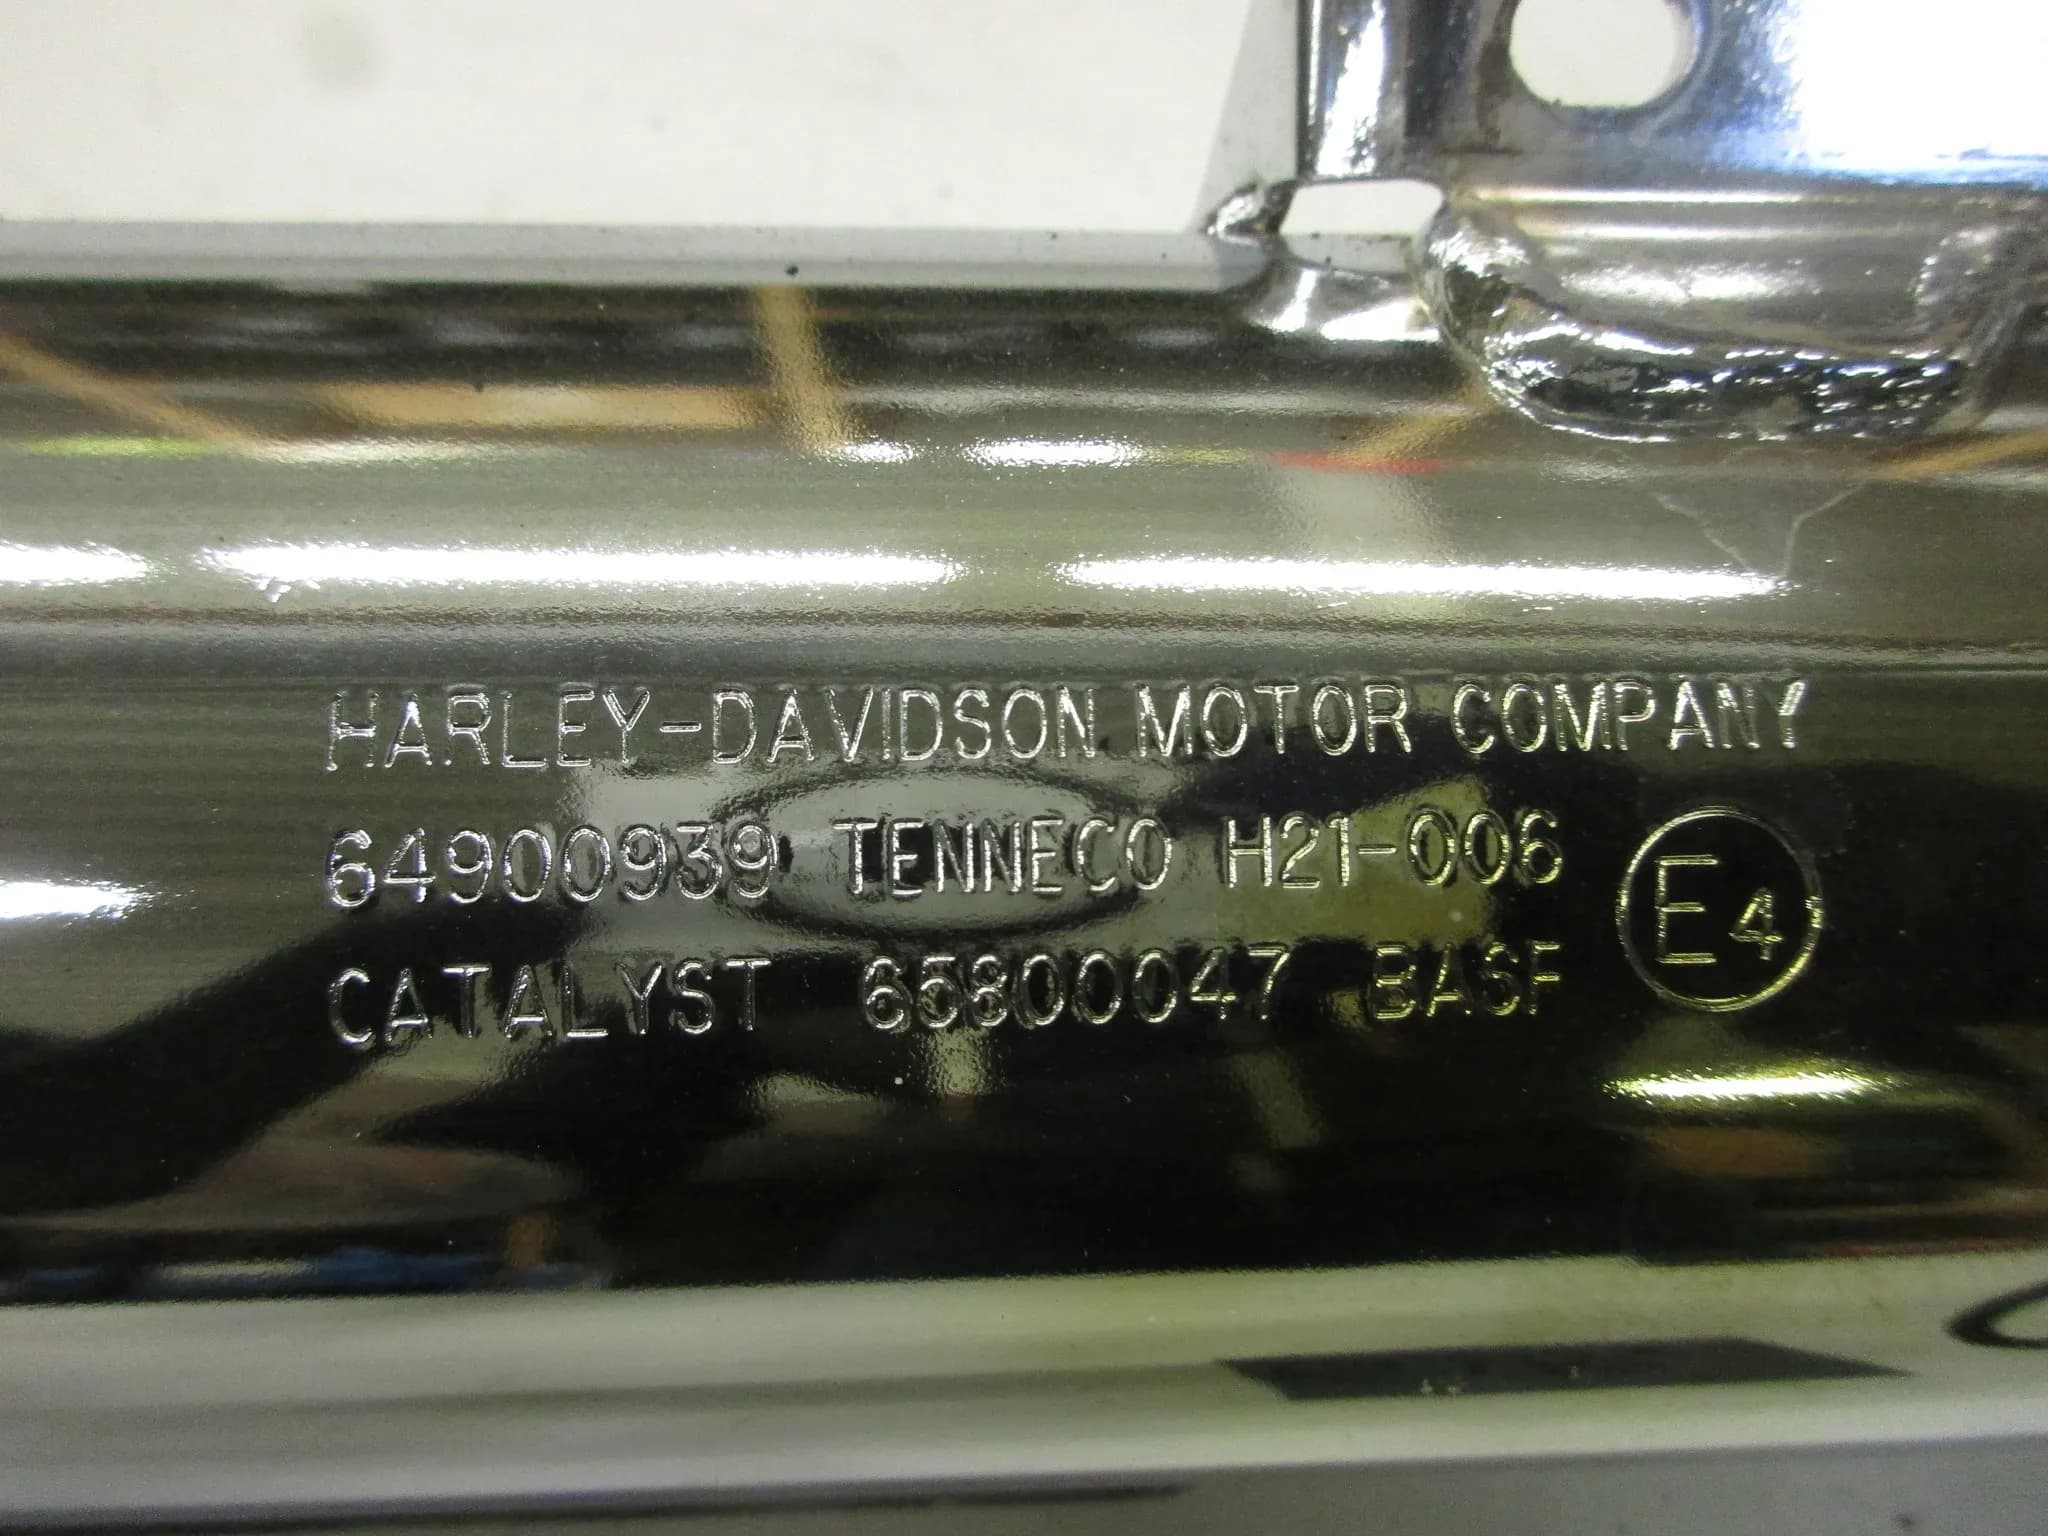 HARLEY-DAVIDSON MOTOR COMPANY
64900939 TENNECO H21-006
CATALYST 65800047 BASF
E4